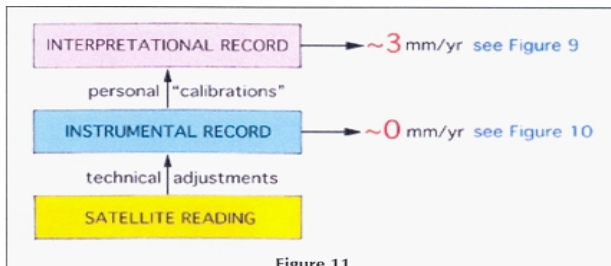 INTERPRETATIONAL RECORD ~3 mm/yr see Figure 9
personal "calibrations"
INSTRUMENTAL RECORD ~0 mm/yr see Figure 10
technical adjustments
SATELLITE READING
Figure 11